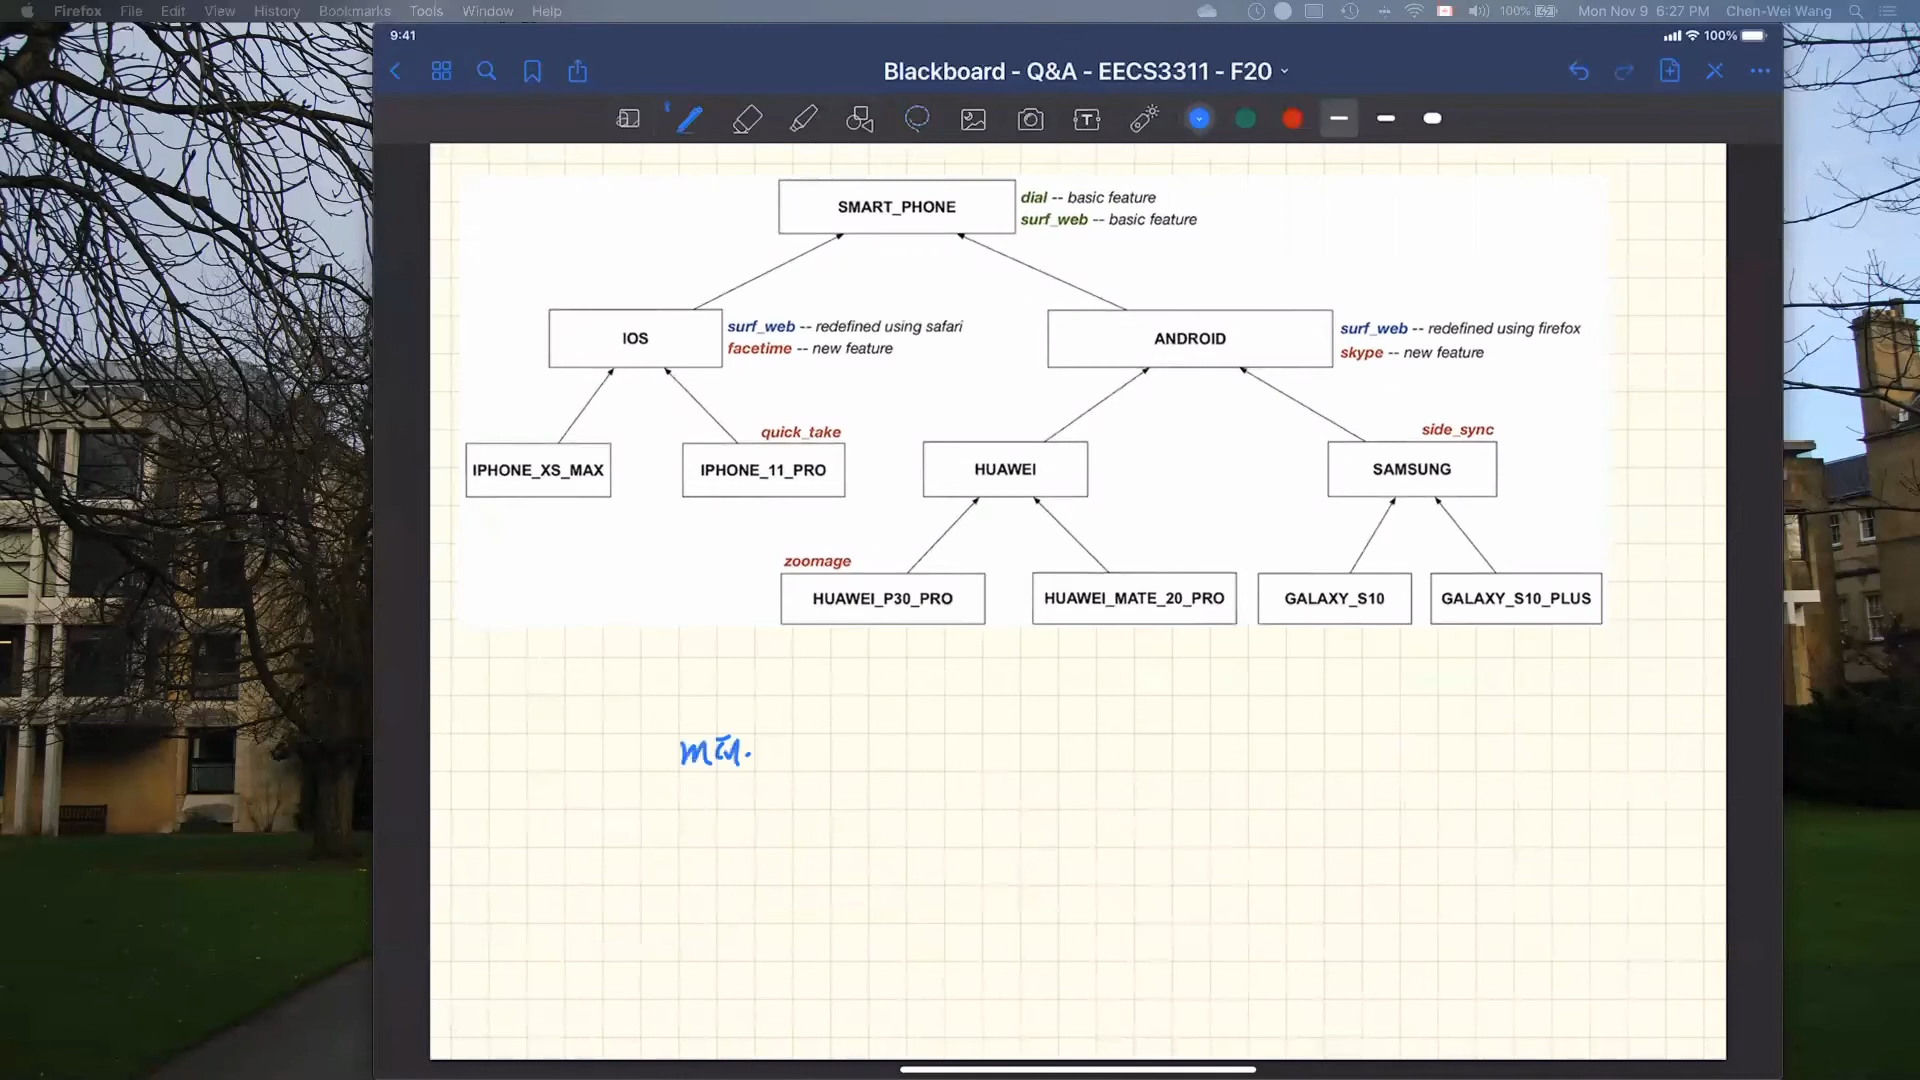 Firefox File Edit View History Bookmarks Tools Window Help 100% Mon Nov 9 6:27 PM Chen-Wei Wang
9:41 100%
Blackboard - Q&A - EECS3311 - F20
SMART_PHONE
dial -- basic feature
surf_web -- basic feature
IOS
surf_web -- redefined using safari
facetime -- new feature
ANDROID
surf_web -- redefined using firefox
skype -- new feature
IPHONE_XS_MAX
quick_take
IPHONE_11_PRO
HUAWEI
side_sync
SAMSUNG
zoomage
HUAWEI_P30_PRO
HUAWEI_MATE_20_PRO
GALAXY_S10
GALAXY_S10_PLUS